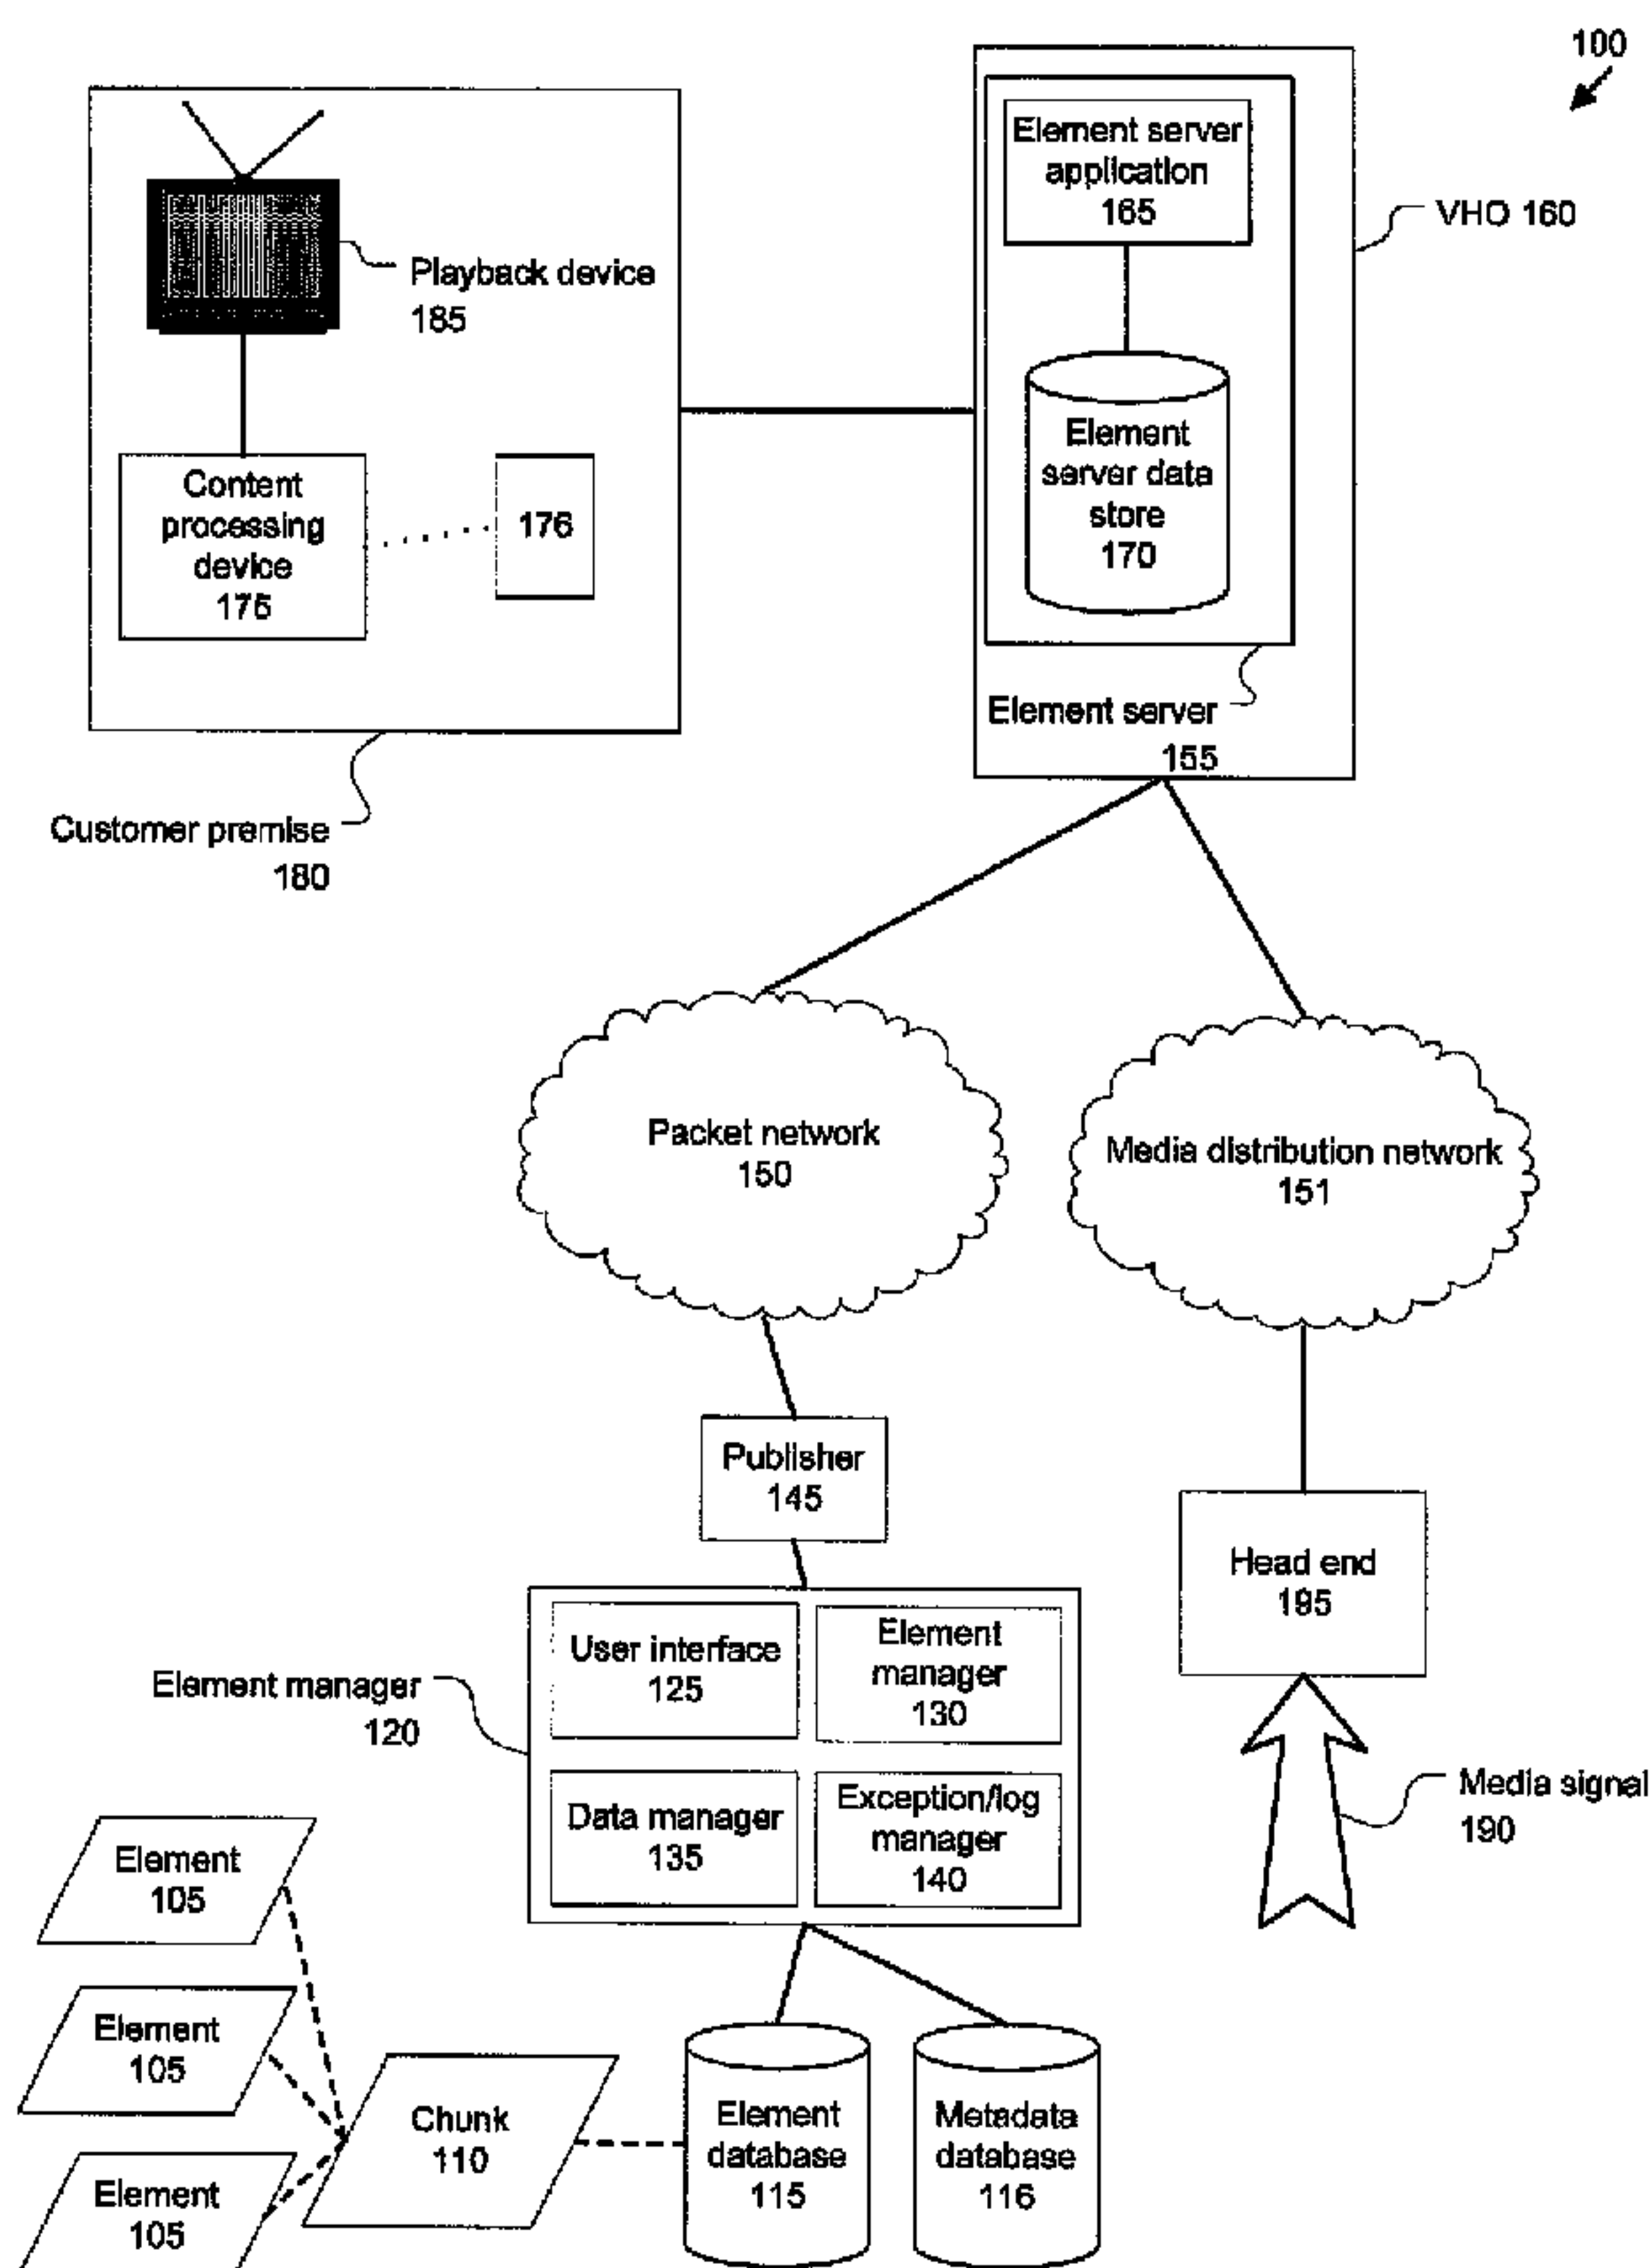 100
Element server
application
165
VHO 160
Playback device
185
Element
server data
store
170
Content
processing
device
175
176
Element server
155
Customer premise
180
Packet network
150
Media distribution network
151
Publisher
145
Head end
195
User interface
125
Element
manager
130
Element manager
120
Data manager
135
Exception/log
manager
140
Media signal
190
Element
105
Element
105
Element
105
Chunk
110
Element
database
115
Metadata
database
116